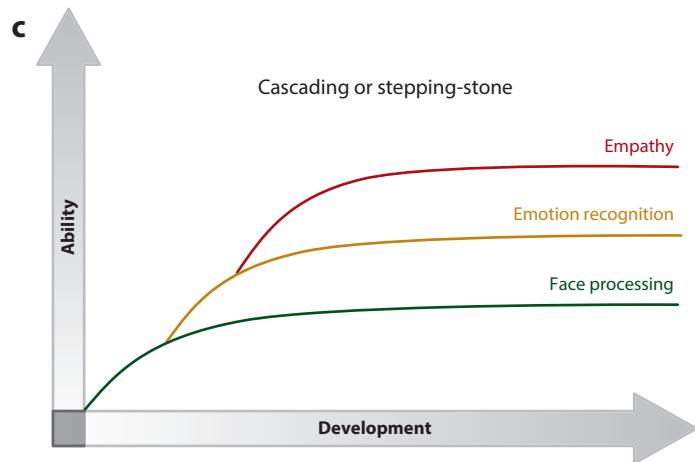 c
Cascading or stepping-stone
Empathy
Emotion recognition
Face processing
Ability
Development